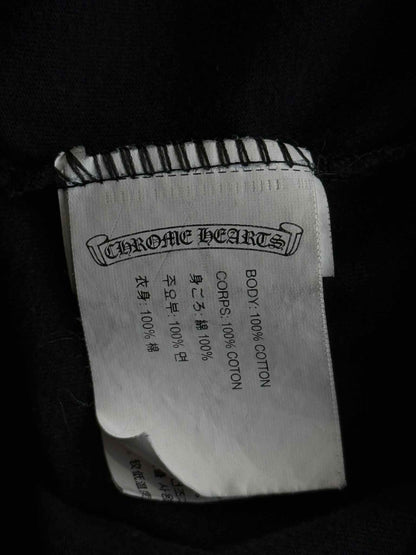 CHROME HEARTS
BODY: 100% COTTON
CORPS: 100% COTON
身ごろ: 綿 100%
주요부: 100% 면
衣身: 100% 棉